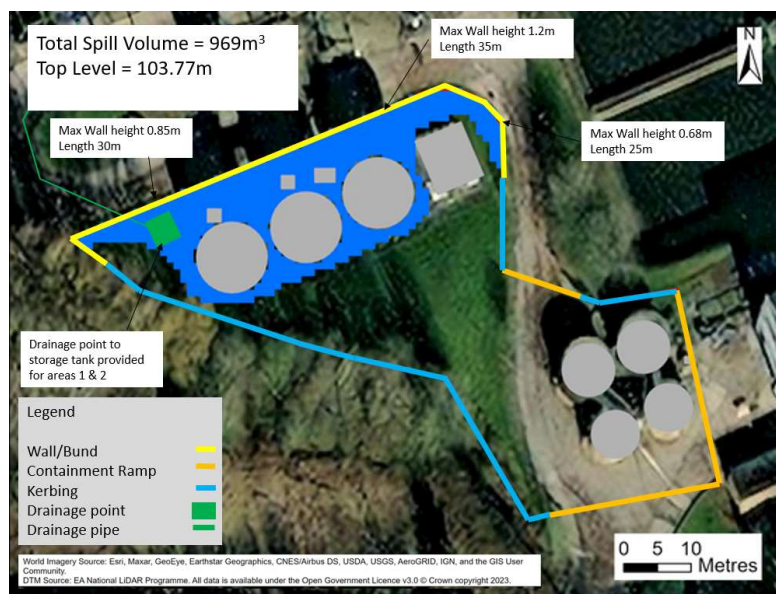 Total Spill Volume = 969m³
Top Level = 103.77m
Max Wall height 1.2m
Length 35m
N
Max Wall height 0.85m
Length 30m
Max Wall height 0.68m
Length 25m
Drainage point to
storage tank provided
for areas 1 & 2
Legend
Wall/Bund
Containment Ramp
Kerbing
Drainage point
Drainage pipe
0 5 10
Metres
World Imagery Source: Esri, Maxar, GeoEye, Earthstar Geographics, CNES/Airbus DS, USDA, USGS, AeroGRID, IGN, and the GIS User
Community.
DTM Source: EA National LiDAR Programme. All data is available under the Open Government Licence v3.0 © Crown copyright 2023.